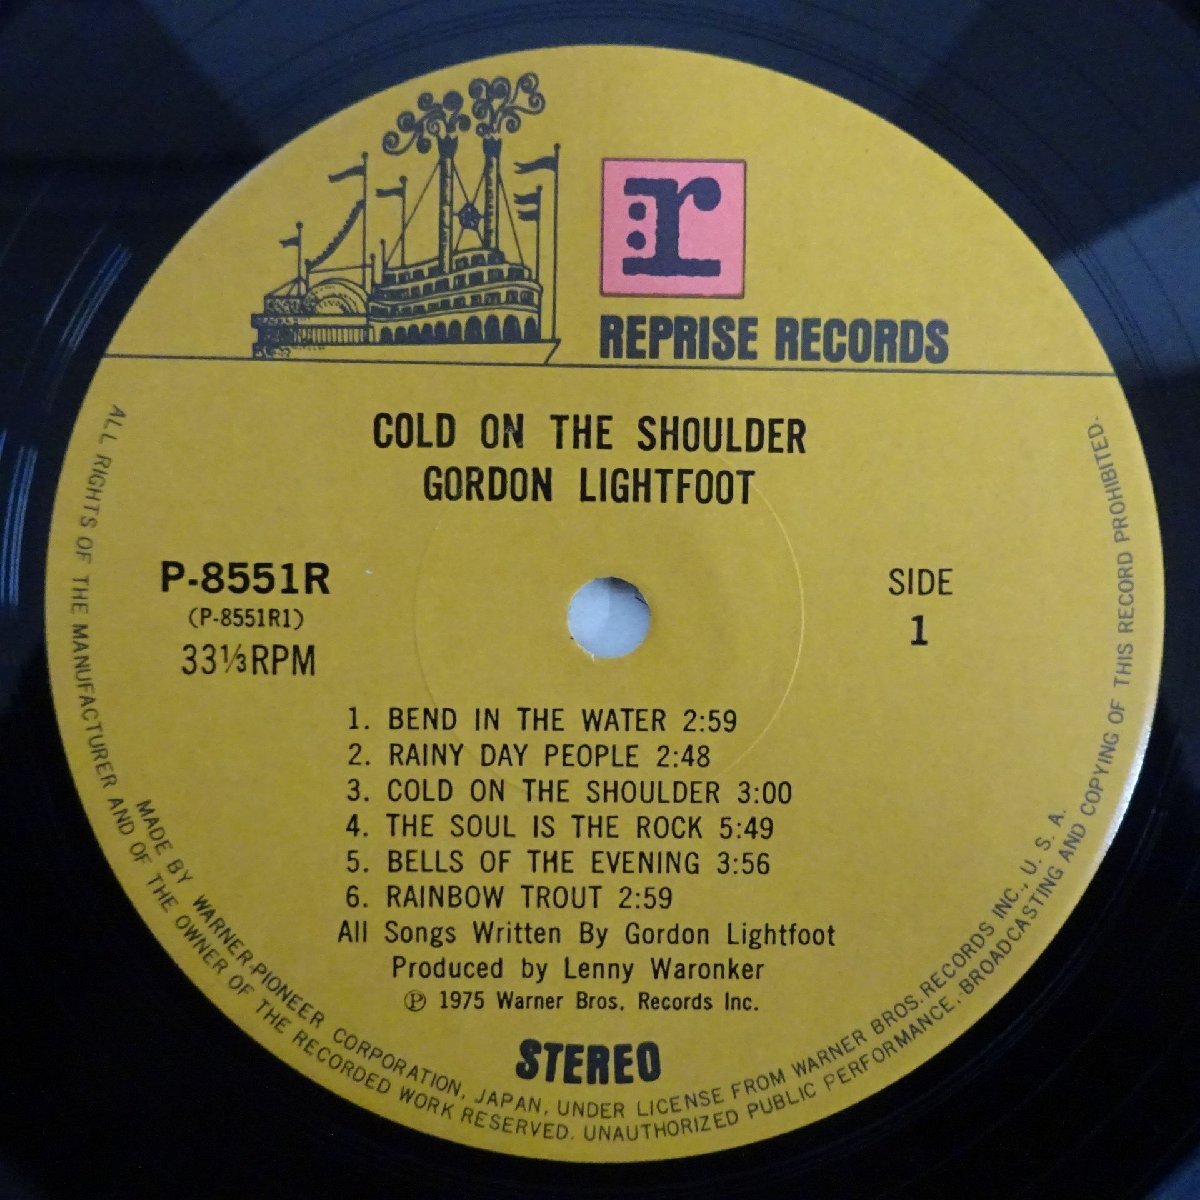 r
REPRISE RECORDS
COLD ON THE SHOULDER
GORDON LIGHTFOOT
P-8551R
(P-8551R1)
33⅓RPM
SIDE
1
1. BEND IN THE WATER 2:59
2. RAINY DAY PEOPLE 2:48
3. COLD ON THE SHOULDER 3:00
4. THE SOUL IS THE ROCK 5:49
5. BELLS OF THE EVENING 3:56
6. RAINBOW TROUT 2:59
All Songs Written By Gordon Lightfoot
Produced by Lenny Waronker
Ⓟ 1975 Warner Bros. Records Inc.
STEREO
MADE BY WARNER-PIONEER CORPORATION, JAPAN, UNDER LICENSE FROM WARNER BROS. RECORDS INC., U. S. A.
ALL RIGHTS OF THE MANUFACTURER AND OF THE OWNER OF THE RECORDED WORK RESERVED. UNAUTHORIZED PUBLIC PERFORMANCE, BROADCASTING AND COPYING OF THIS RECORD PROHIBITED.